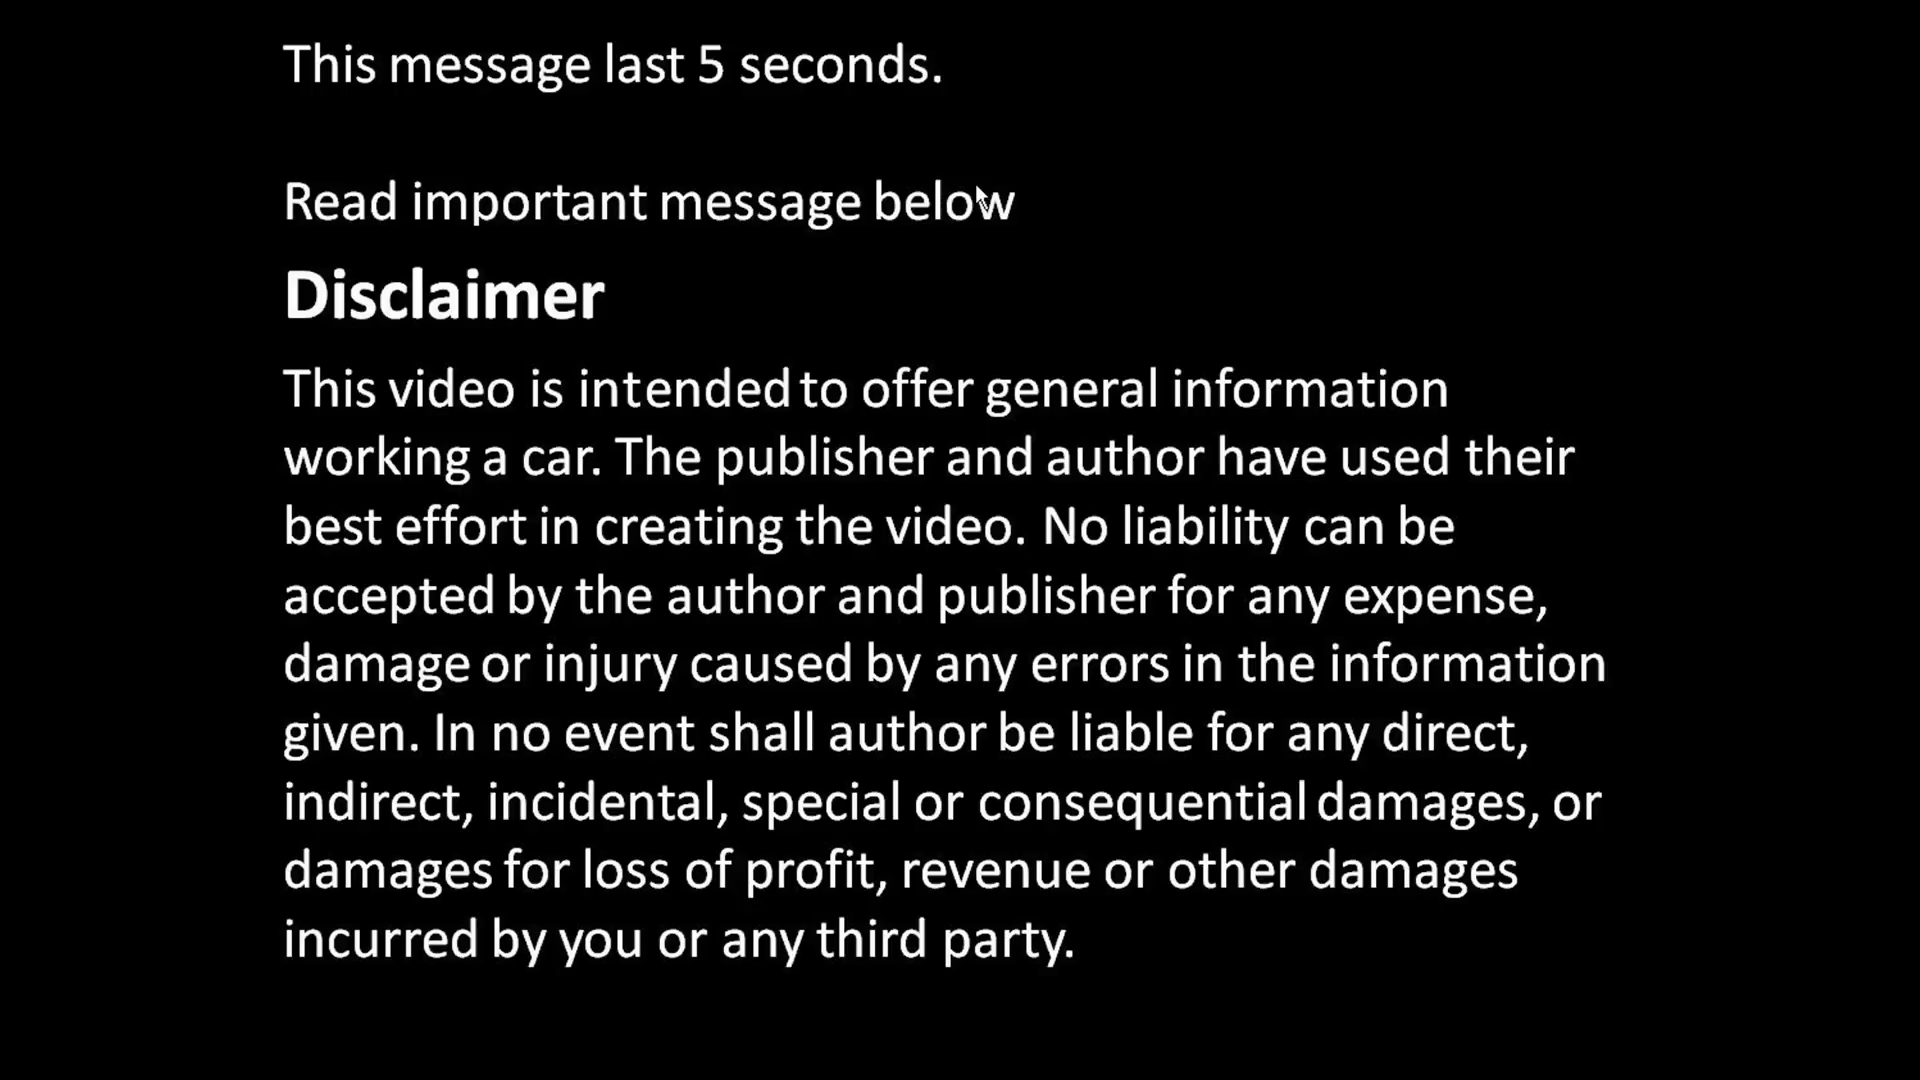 This message last 5 seconds.
Read important message below
Disclaimer
This video is intended to offer general information
working a car. The publisher and author have used their
best effort in creating the video. No liability can be
accepted by the author and publisher for any expense,
damage or injury caused by any errors in the information
given. In no event shall author be liable for any direct,
indirect, incidental, special or consequential damages, or
damages for loss of profit, revenue or other damages
incurred by you or any third party.